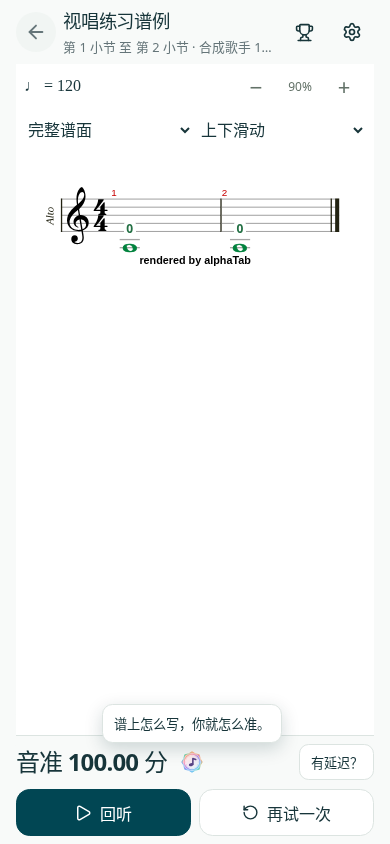 视唱练习谱例
第 1 小节 至 第 2 小节 · 合成歌手 1...
♩ = 120
− 90% +
完整谱面 上下滑动
1 2
Alto
4
4
0 0
rendered by alphaTab
谱上怎么写，你就怎么准。
音准 100.00 分
有延迟？
回听 再试一次